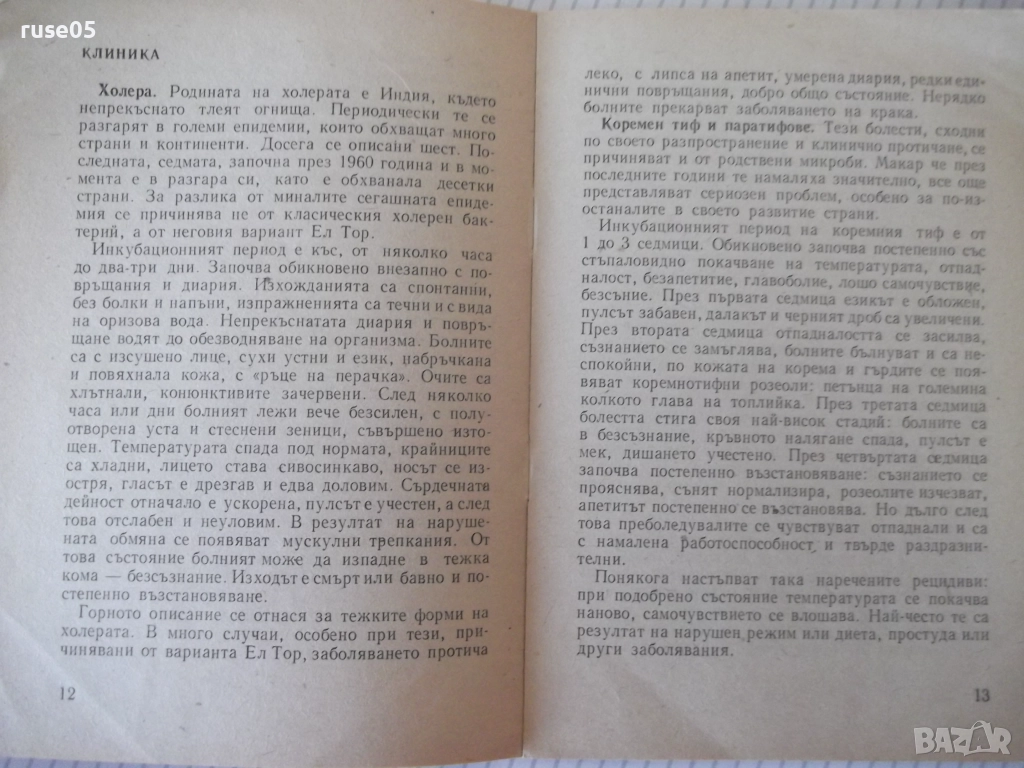 ruse05
КЛИНИКА
Холера. Родината на холерата е Индия, където
непрекъснато тлеят огнища. Периодически те се
разгарят в големи епидемии, които обхващат много
страни и континенти. Досега се описани шест. По-
следната, седмата, започна през 1960 година и в мо-
мента е в разгара си, като е обхванала десетки
страни. За разлика от миналите сегашната епиде-
мия се причинява не от класическия холерен бак-
терий, а от неговия вариант Ел Тор.
Инкубационният период е къс, от няколко часа
до два-три дни. Започва обикновено внезапно с по-
връщания и диария. Изхожданията са спонтанни,
без болки и напъни, изпражненията са течни и с вида
на оризова вода. Непрекъснатата диария и повръ-
щане водят до обезводняване на организма. Болните
са с изсушено лице, сухи устни и език, набръчкана
и повяхнала кожа, с «ръце на перачка». Очите са
хлътнали, конюнктивите зачервени. След няколко
часа или дни болният лежи вече безсилен, с полу-
отворена уста и стеснени зеници, съвършено изто-
щен. Температурата спада под нормата, крайниците
са хладни, лицето става сивосинкаво, носът се из-
остря, гласът е дрезгав и едва доловим. Сърдечната
дейност отначало е ускорена, пулсът е учестен, а след
това отслабен и неуловим. В резултат на наруше-
ната обмяна се появяват мускулни трепкания. От
това състояние болният може да изпадне в тежка
кома — безсъзнание. Изходът е смърт или бавно и по-
степенно възстановяване.
Горното описание се отнася за тежките форми на
холерата. В много случаи, особено при тези, при-
чинявани от варианта Ел Тор, заболяването протича
12
леко, с липса на апетит, умерена диария, редки еди-
нични повръщания, добро общо състояние. Нерядко
болните прекарват заболяването на крака.
Коремен тиф и паратифове. Тези болести, сходни
по своето разпространение и клинично протичане, се
причиняват и от родствени микроби. Макар че през
последните години те намаляха значително, все още
представляват сериозен проблем, особено за по-из-
останалите в своето развитие страни.
Инкубационният период на коремния тиф е от
1 до 3 седмици. Обикновено започва постепенно със
стъпаловидно покачване на температурата, отпад-
налост, безапетитие, главоболие, лошо самочувствие,
безсъние. През първата седмица езикът е обложен,
пулсът забавен, далакът и черният дроб са увеличени.
През втората седмица отпадналостта се засилва,
съзнанието се замъглява, болните бълнуват и са не-
спокойни, по кожата на корема и гърдите се поя-
вяват коремнотифни розеоли: петънца на големина
колкото глава на топлийка. През третата седмица
болестта стига своя най-висок стадий: болните са
в безсъзнание, кръвното налягане спада, пулсът е
мек, дишането учестено. През четвъртата седмица
започва постепенно възстановяване: съзнанието се
прояснява, сънят нормализира, розеолите изчезват,
апетитът постепенно се възстановява. Но дълго след
това преболедувалите се чувствуват отпаднали и са
с намалена работоспособност и твърде раздразни-
телни.
Понякога настъпват така наречените рецидиви:
при подобрено състояние температурата се покачва
наново, самочувствието се влошава. Най-често те са
резултат на нарушен режим или диета, простуда или
други заболявания.
13
BAZAR